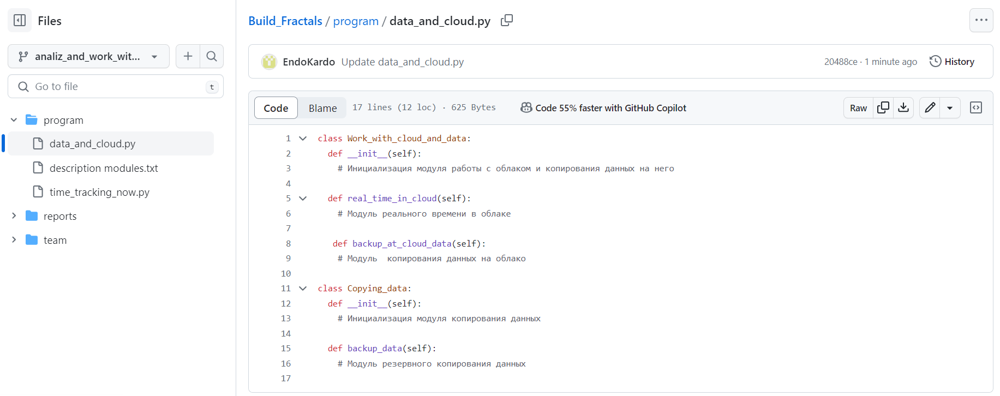 Files
analiz_and_work_wit...
Go to file
t
program
data_and_cloud.py
description modules.txt
time_tracking_now.py
reports
team
Build_Fractals / program / data_and_cloud.py
EndoKardo Update data_and_cloud.py 20488ce · 1 minute ago History
Code Blame 17 lines (12 loc) · 625 Bytes Code 55% faster with GitHub Copilot Raw
1 class Work_with_cloud_and_data:
2 def __init__(self):
3 # Инициализация модуля работы с облаком и копирования данных на него
4
5 def real_time_in_cloud(self):
6 # Модуль реального времени в облаке
7
8 def backup_at_cloud_data(self):
9 # Модуль  копирования данных на облако
10
11 class Copying_data:
12 def __init__(self):
13 # Инициализация модуля копирования данных
14
15 def backup_data(self):
16 # Модуль резервного копирования данных
17